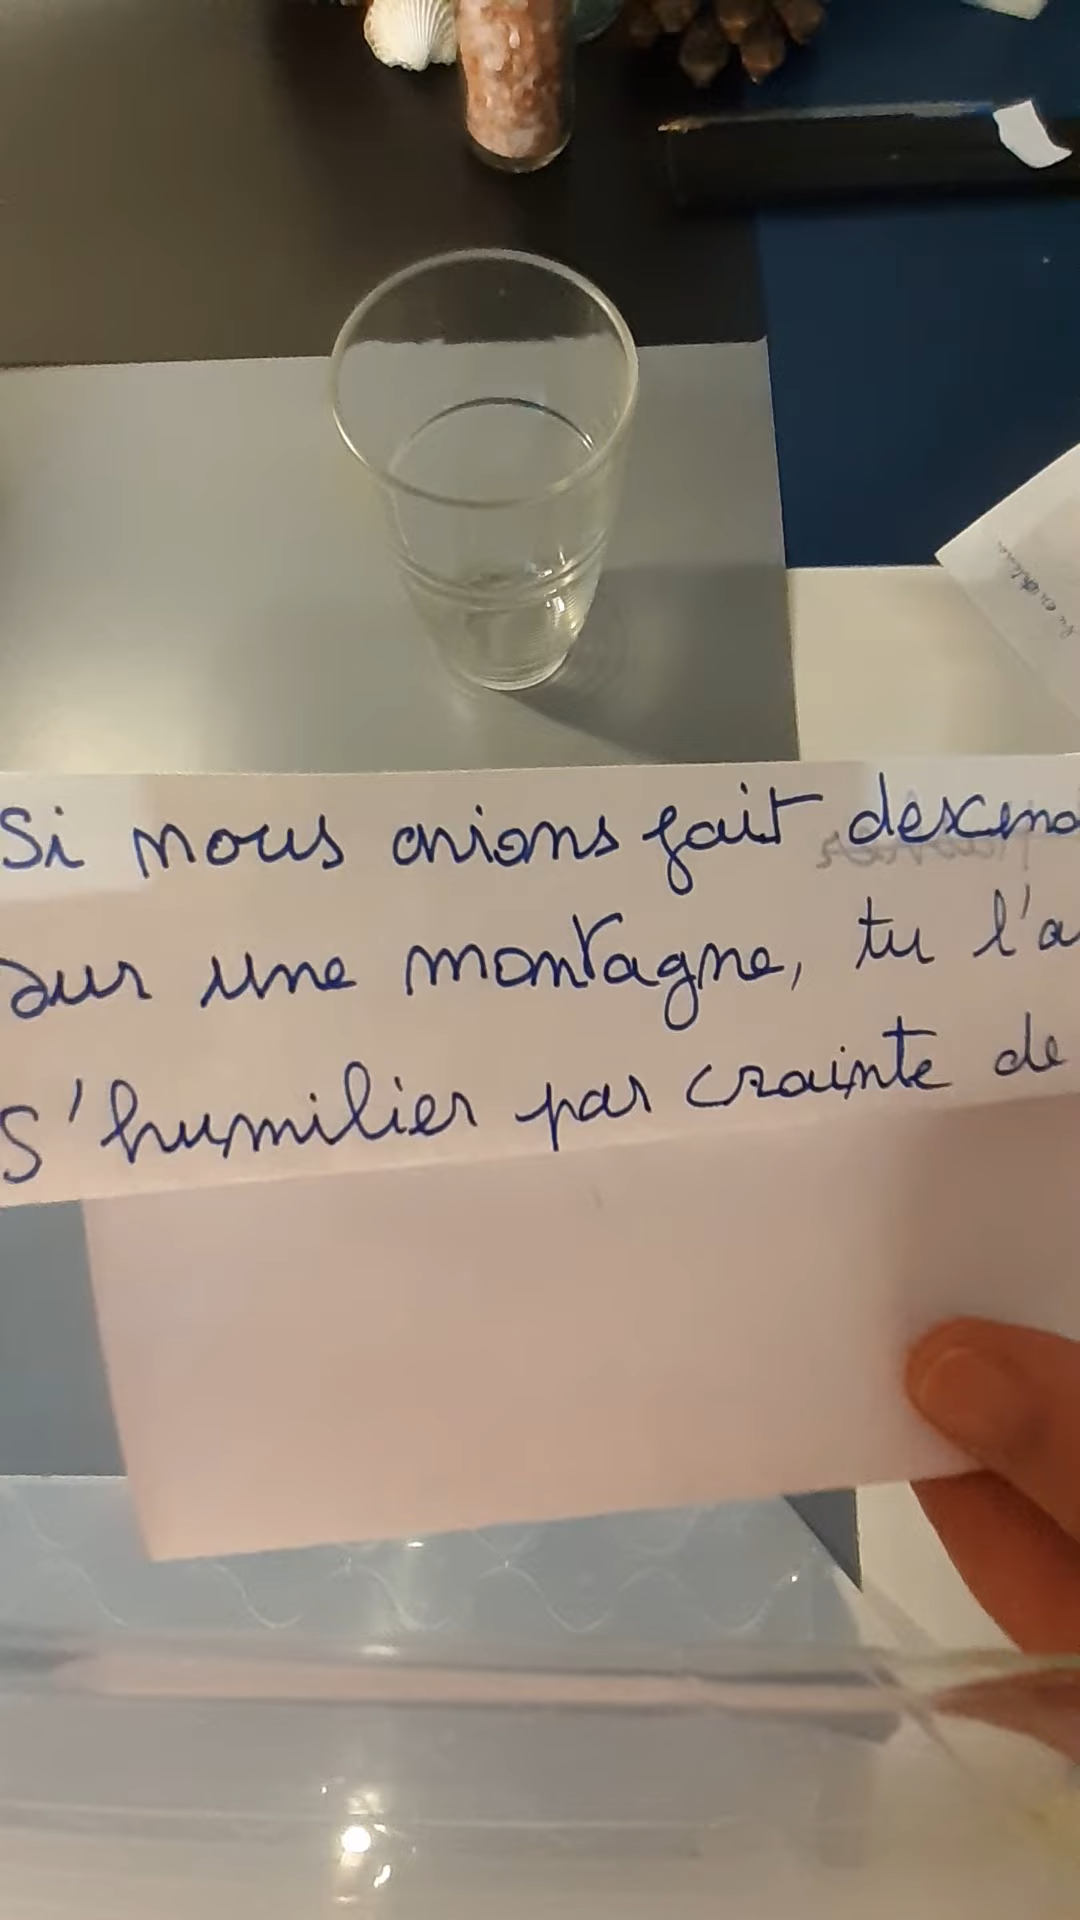 Si nous avions fait descend
sur une montagne, tu l'a
s'humilier par crainte de